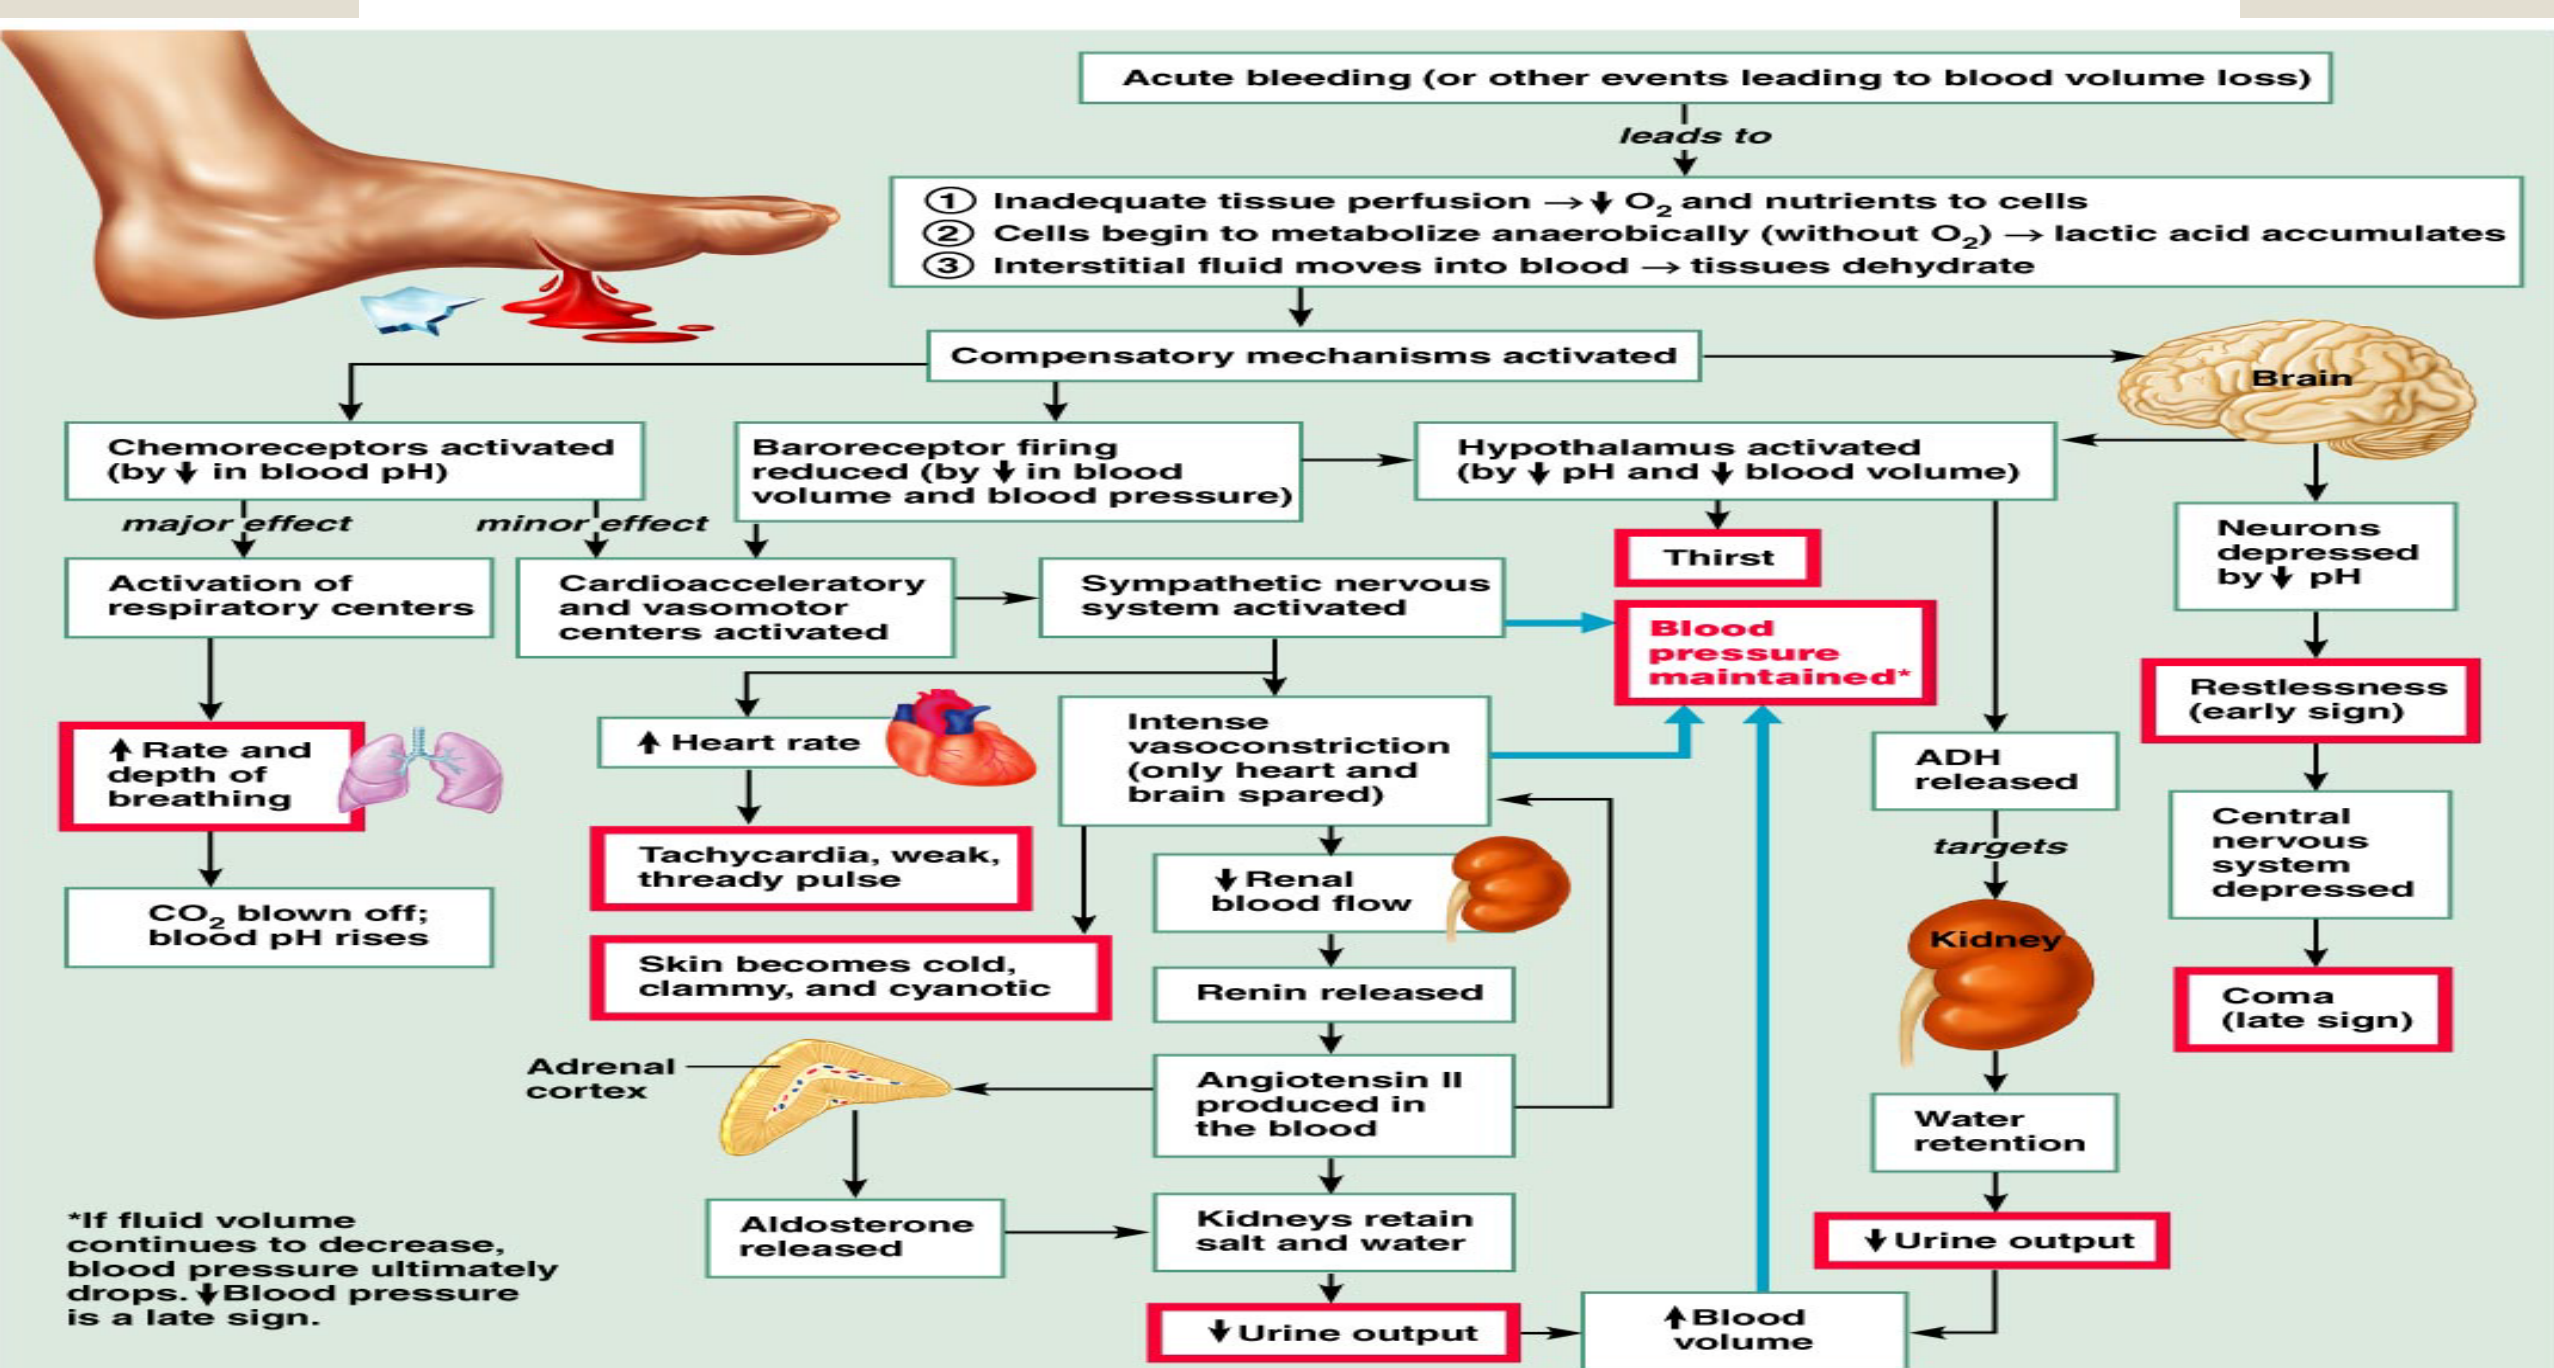 Acute bleeding (or other events leading to blood volume loss)
leads to
① Inadequate tissue perfusion → ↓ O₂ and nutrients to cells
② Cells begin to metabolize anaerobically (without O₂) → lactic acid accumulates
③ Interstitial fluid moves into blood → tissues dehydrate
Compensatory mechanisms activated
Brain
Chemoreceptors activated
(by ↓ in blood pH)
Baroreceptor firing
reduced (by ↓ in blood
volume and blood pressure)
Hypothalamus activated
(by ↓ pH and ↓ blood volume)
major effect
minor effect
Activation of
respiratory centers
Cardioacceleratory
and vasomotor
centers activated
Sympathetic nervous
system activated
Thirst
Blood
pressure
maintained*
Neurons
depressed
by ↓ pH
Restlessness
(early sign)
↑ Rate and
depth of
breathing
↑ Heart rate
Intense
vasoconstriction
(only heart and
brain spared)
ADH
released
Central
nervous
system
depressed
targets
Tachycardia, weak,
thready pulse
↓ Renal
blood flow
CO₂ blown off;
blood pH rises
Kidney
Skin becomes cold,
clammy, and cyanotic
Renin released
Coma
(late sign)
Adrenal
cortex
Angiotensin II
produced in
the blood
Water
retention
Aldosterone
released
Kidneys retain
salt and water
↓ Urine output
*If fluid volume
continues to decrease,
blood pressure ultimately
drops. ↓ Blood pressure
is a late sign.
↓ Urine output
↑ Blood
volume